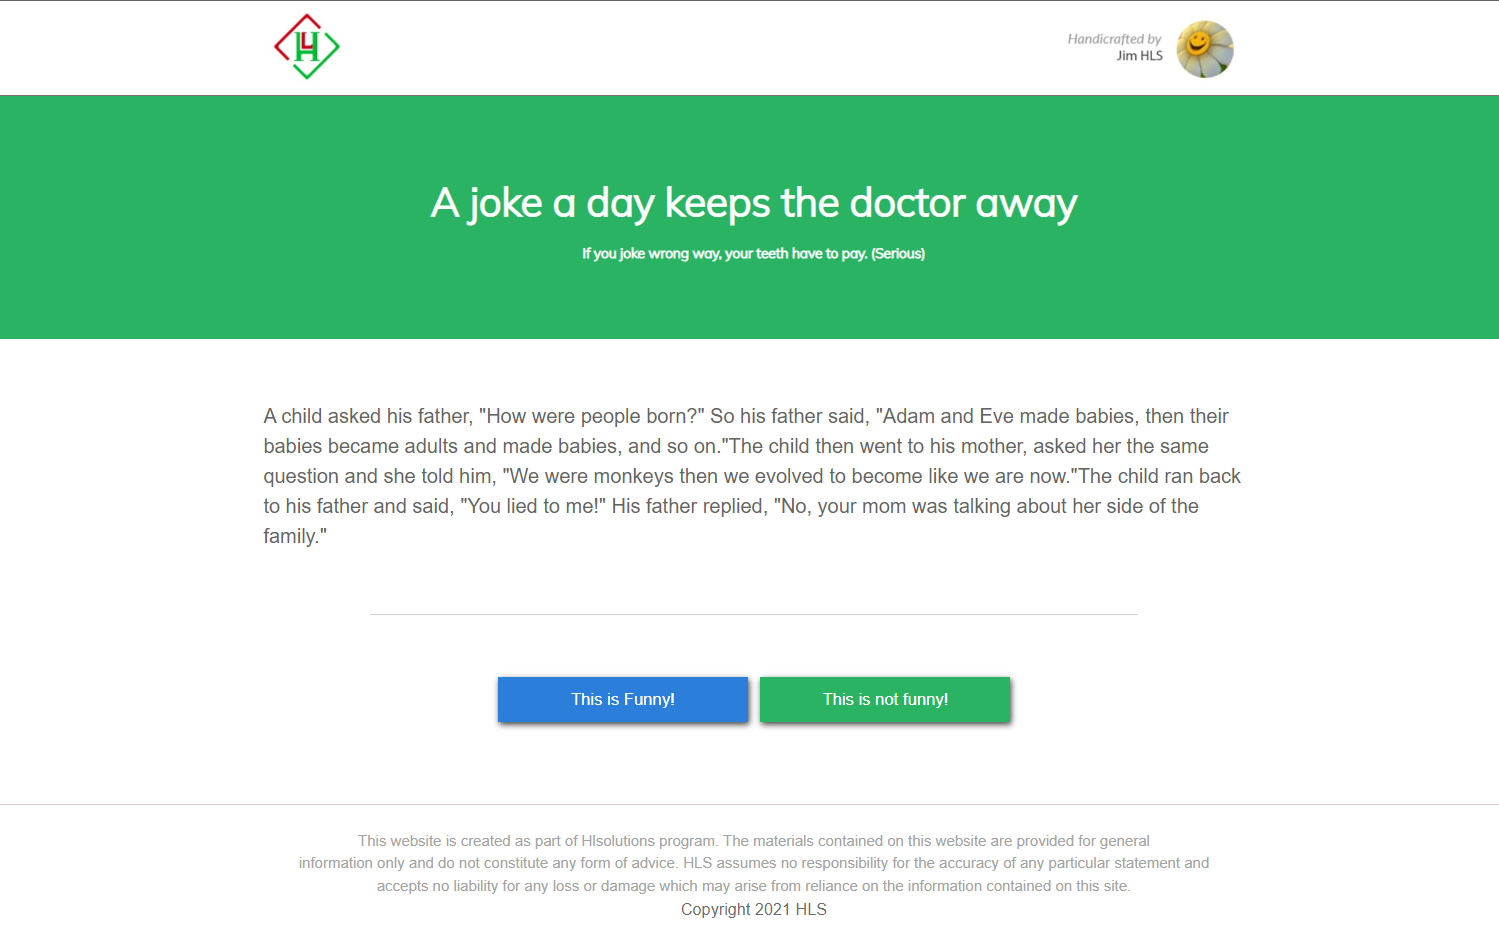 Handicrafted by
Jim HLS
A joke a day keeps the doctor away
If you joke wrong way, your teeth have to pay. (Serious)
A child asked his father, "How were people born?" So his father said, "Adam and Eve made babies, then their
babies became adults and made babies, and so on."The child then went to his mother, asked her the same
question and she told him, "We were monkeys then we evolved to become like we are now."The child ran back
to his father and said, "You lied to me!" His father replied, "No, your mom was talking about her side of the
family."
This is Funny!
This is not funny!
This website is created as part of Hlsolutions program. The materials contained on this website are provided for general
information only and do not constitute any form of advice. HLS assumes no responsibility for the accuracy of any particular statement and
accepts no liability for any loss or damage which may arise from reliance on the information contained on this site.
Copyright 2021 HLS